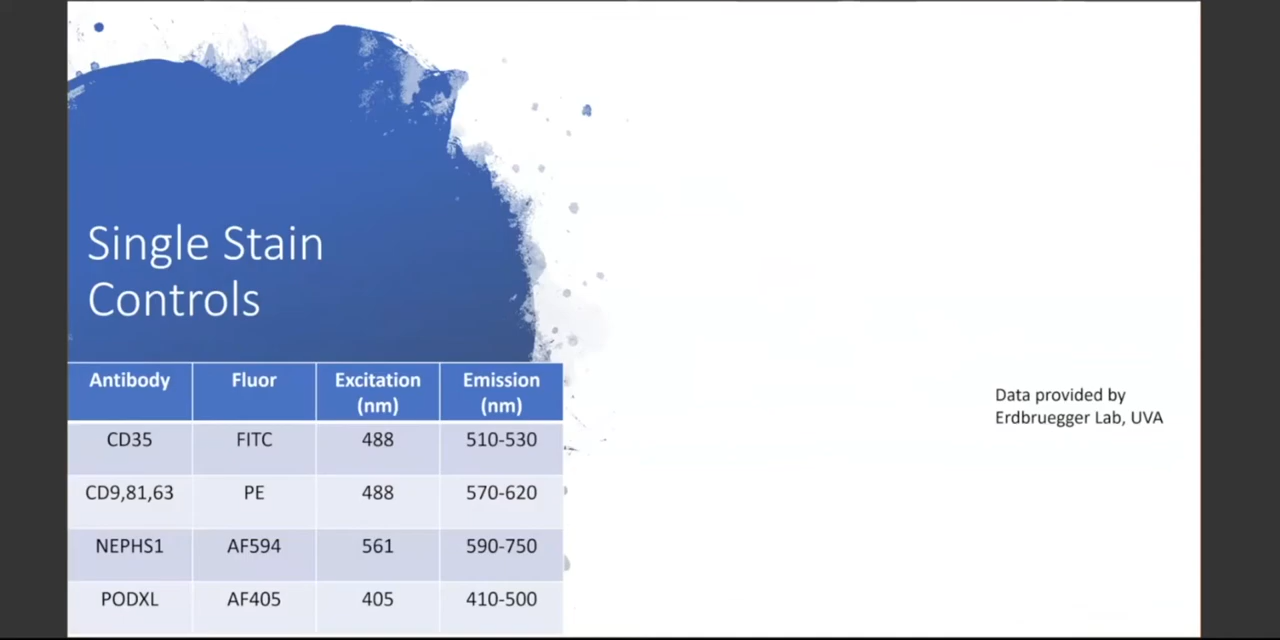 Single Stain
Controls
Antibody Fluor Excitation (nm) Emission (nm)
CD35 FITC 488 510-530
CD9,81,63 PE 488 570-620
NEPHS1 AF594 561 590-750
PODXL AF405 405 410-500
Data provided by
Erdbruegger Lab, UVA